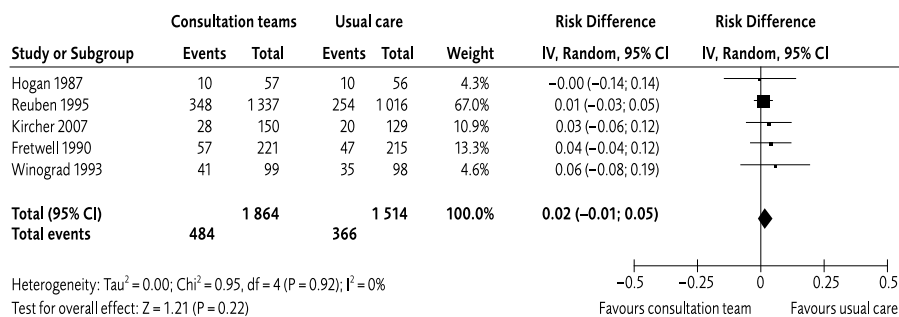 Consultation teams Usual care Risk Difference Risk Difference
Study or Subgroup Events Total Events Total Weight IV, Random, 95% CI IV, Random, 95% CI
Hogan 1987 10 57 10 56 4.3% −0.00 (−0.14; 0.14)
Reuben 1995 348 1 337 254 1 016 67.0% 0.01 (−0.03; 0.05)
Kircher 2007 28 150 20 129 10.9% 0.03 (−0.06; 0.12)
Fretwell 1990 57 221 47 215 13.3% 0.04 (−0.04; 0.12)
Winograd 1993 41 99 35 98 4.6% 0.06 (−0.08; 0.19)
Total (95% CI) 1 864 1 514 100.0% 0.02 (−0.01; 0.05)
Total events 484 366
Heterogeneity: Tau² = 0.00; Chi² = 0.95, df = 4 (P = 0.92); I² = 0%
Test for overall effect: Z = 1.21 (P = 0.22)
−0.5 −0.25 0 0.25 0.5
Favours consultation team Favours usual care